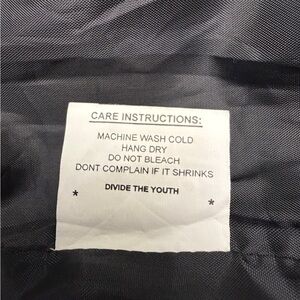 CARE INSTRUCTIONS:
MACHINE WASH COLD
HANG DRY
DO NOT BLEACH
DONT COMPLAIN IF IT SHRINKS
DIVIDE THE YOUTH
* *